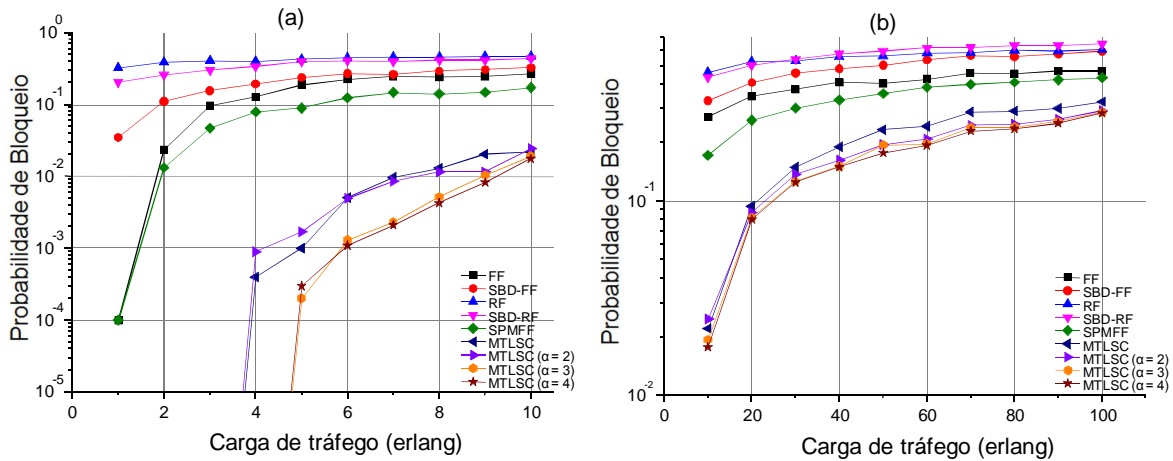 (a)
Probabilidade de Bloqueio
10^0
10^-1
10^-2
10^-3
10^-4
10^-5
0 2 4 6 8 10
Carga de tráfego (erlang)
FF
SBD-FF
RF
SBD-RF
SPMFF
MTLSC
MTLSC (α = 2)
MTLSC (α = 3)
MTLSC (α = 4)
(b)
Probabilidade de Bloqueio
10^-1
10^-2
0 20 40 60 80 100
Carga de tráfego (erlang)
FF
SBD-FF
RF
SBD-RF
SPMFF
MTLSC
MTLSC (α = 2)
MTLSC (α = 3)
MTLSC (α = 4)